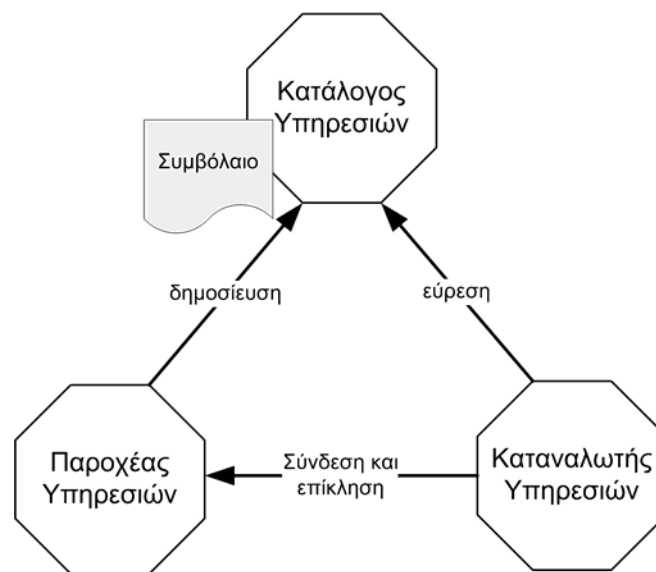 Κατάλογος
Υπηρεσιών
Συμβόλαιο
δημοσίευση
εύρεση
Παροχέας
Υπηρεσιών
Σύνδεση και
επίκληση
Καταναλωτής
Υπηρεσιών